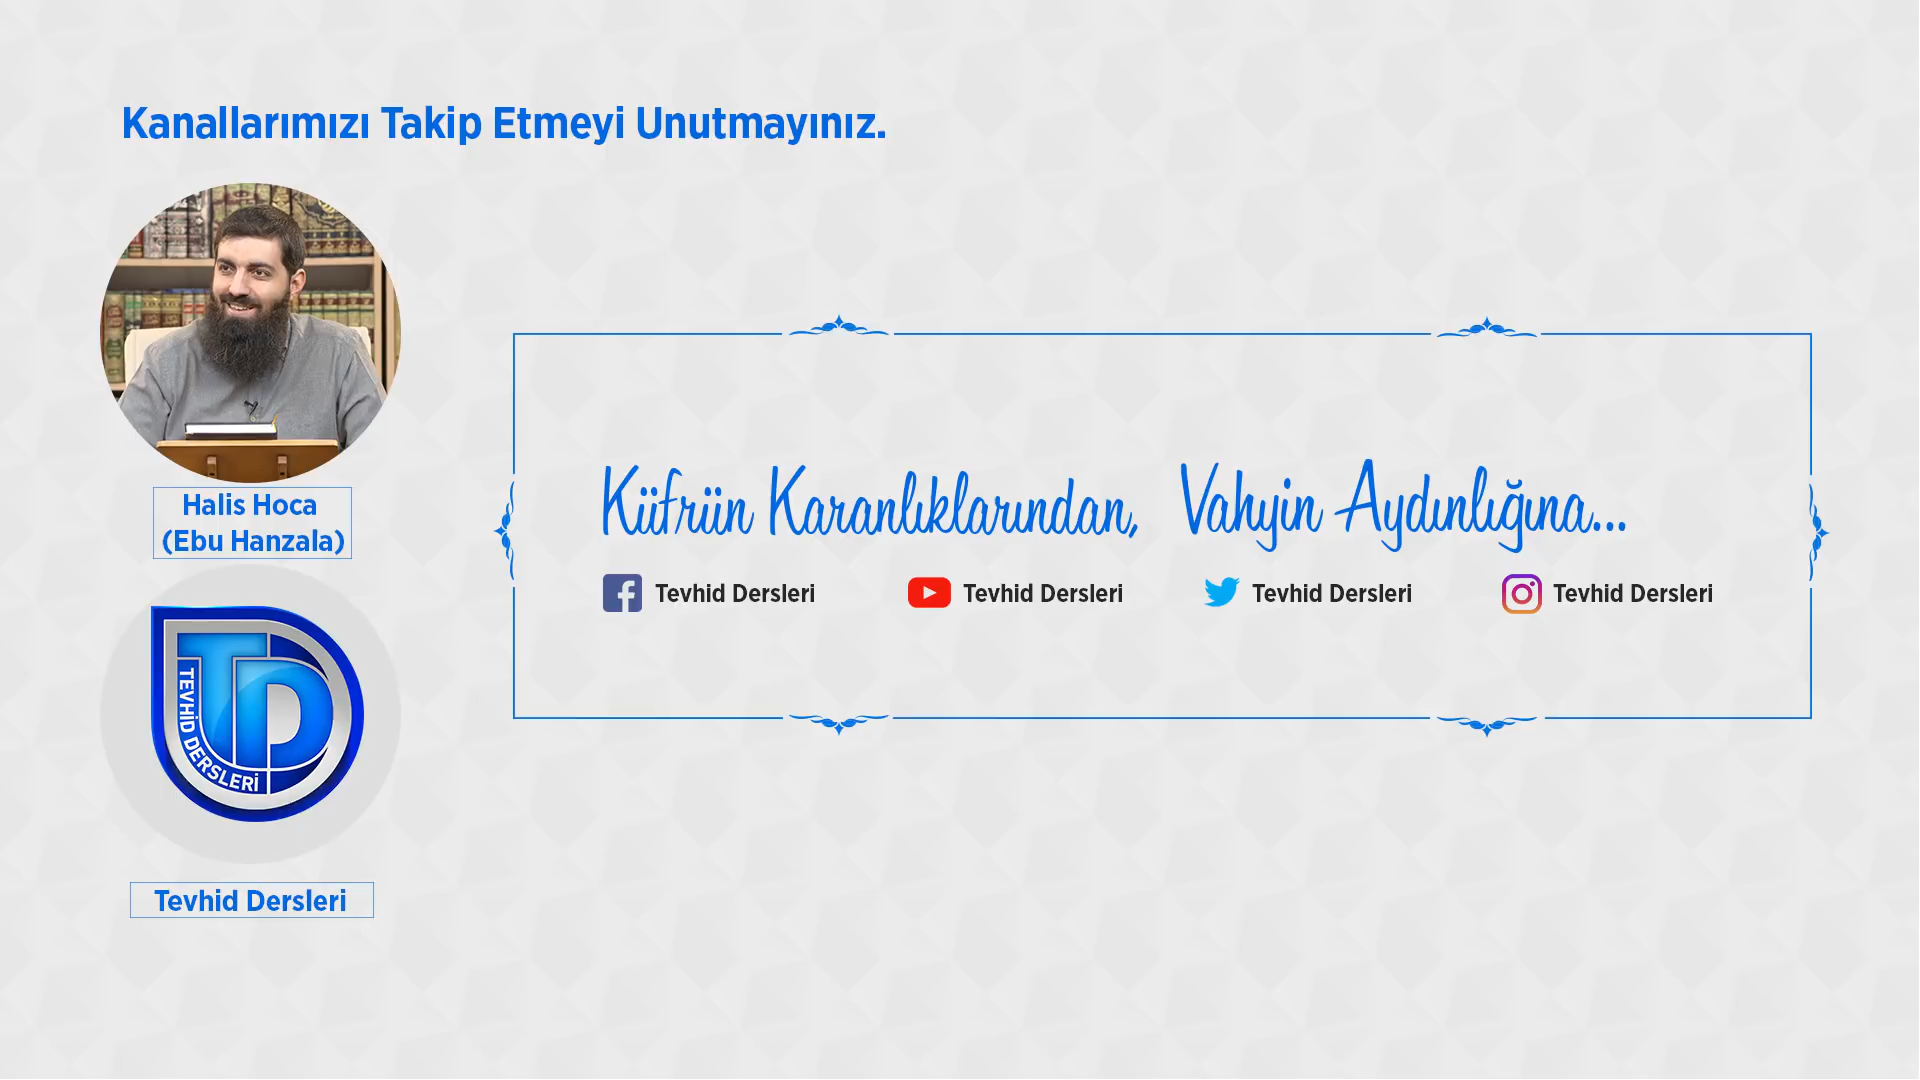 Kanallarımızı Takip Etmeyi Unutmayınız.
Halis Hoca
(Ebu Hanzala)
TD
TEVHİD DERSLERİ
Tevhid Dersleri
Küfrün Karanlıklarından, Vahyin Aydınlığına...
Tevhid Dersleri Tevhid Dersleri Tevhid Dersleri Tevhid Dersleri